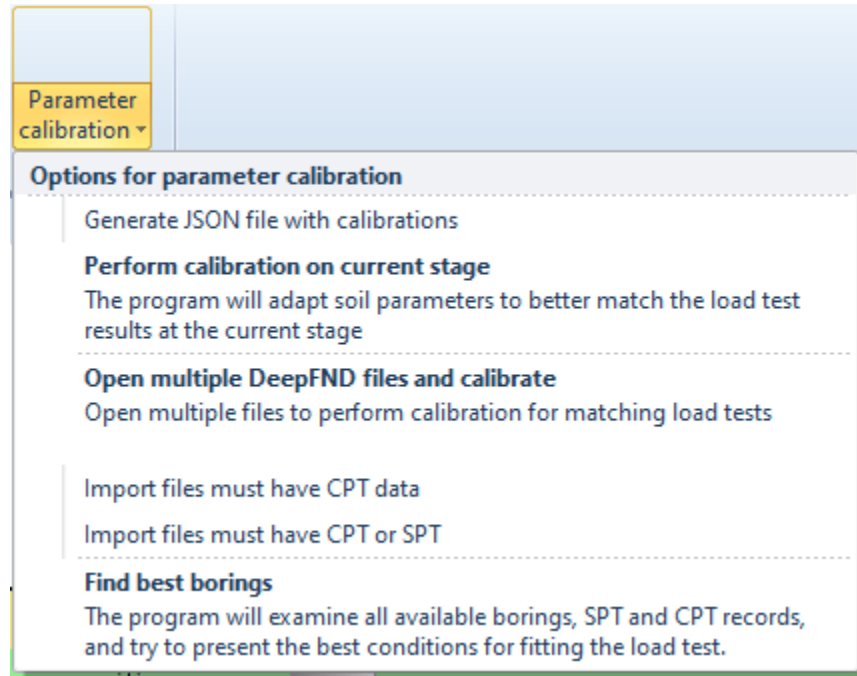 Parameter
calibration
Options for parameter calibration
Generate JSON file with calibrations
Perform calibration on current stage
The program will adapt soil parameters to better match the load test
results at the current stage
Open multiple DeepFND files and calibrate
Open multiple files to perform calibration for matching load tests
Import files must have CPT data
Import files must have CPT or SPT
Find best borings
The program will examine all available borings, SPT and CPT records,
and try to present the best conditions for fitting the load test.